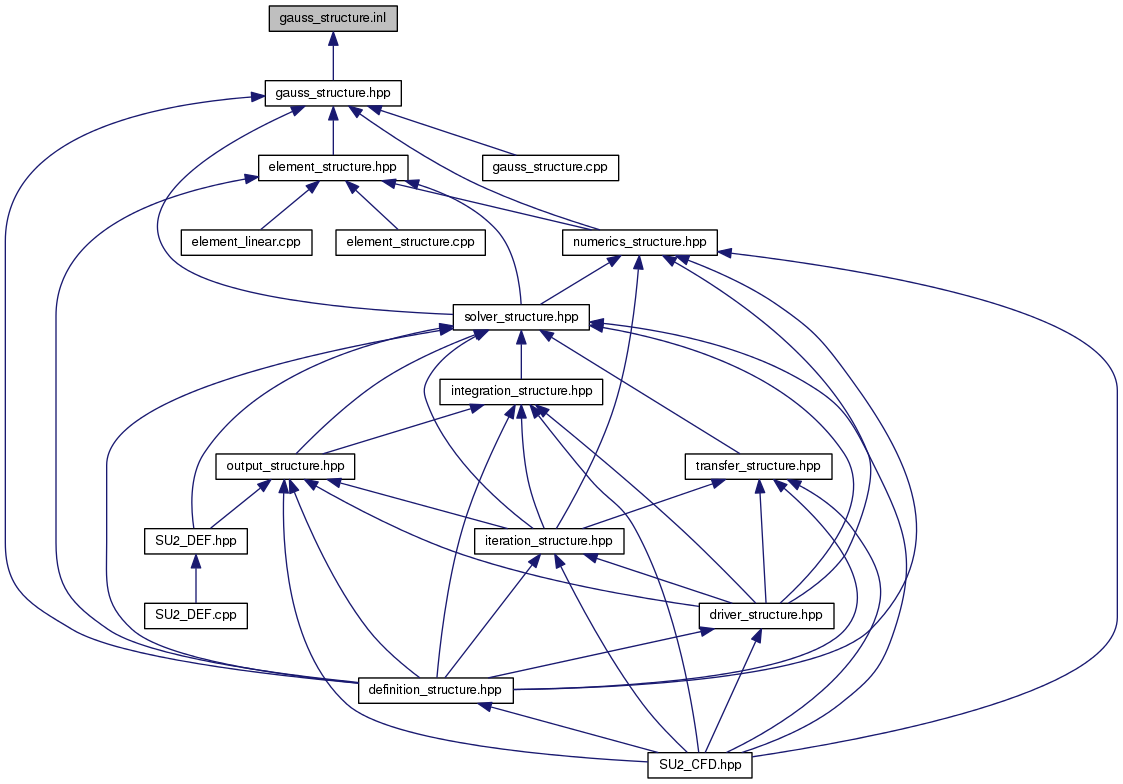 gauss_structure.inl
gauss_structure.hpp
element_structure.hpp
gauss_structure.cpp
element_linear.cpp
element_structure.cpp
numerics_structure.hpp
solver_structure.hpp
integration_structure.hpp
output_structure.hpp
transfer_structure.hpp
SU2_DEF.hpp
iteration_structure.hpp
SU2_DEF.cpp
driver_structure.hpp
definition_structure.hpp
SU2_CFD.hpp